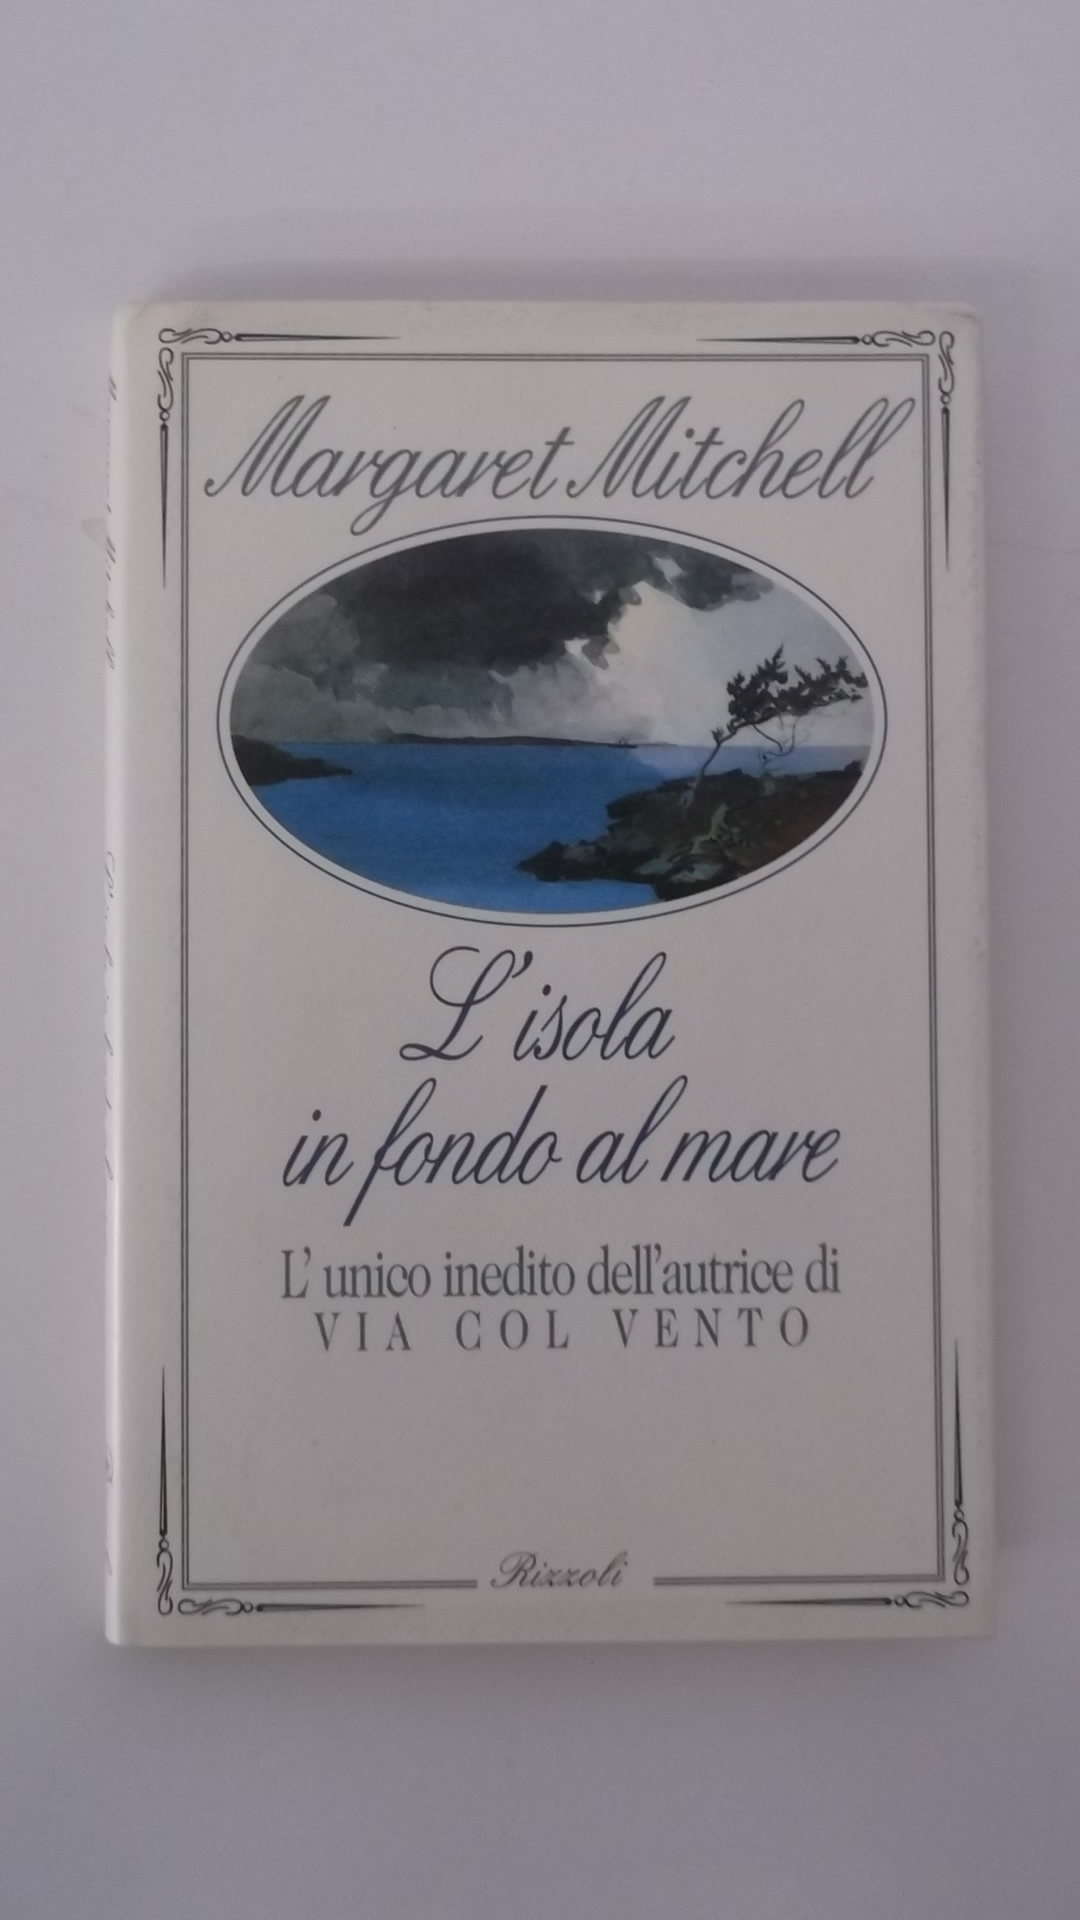 Margaret Mitchell
L'isola
in fondo al mare
L'unico inedito dell'autrice di
VIA COL VENTO
Rizzoli